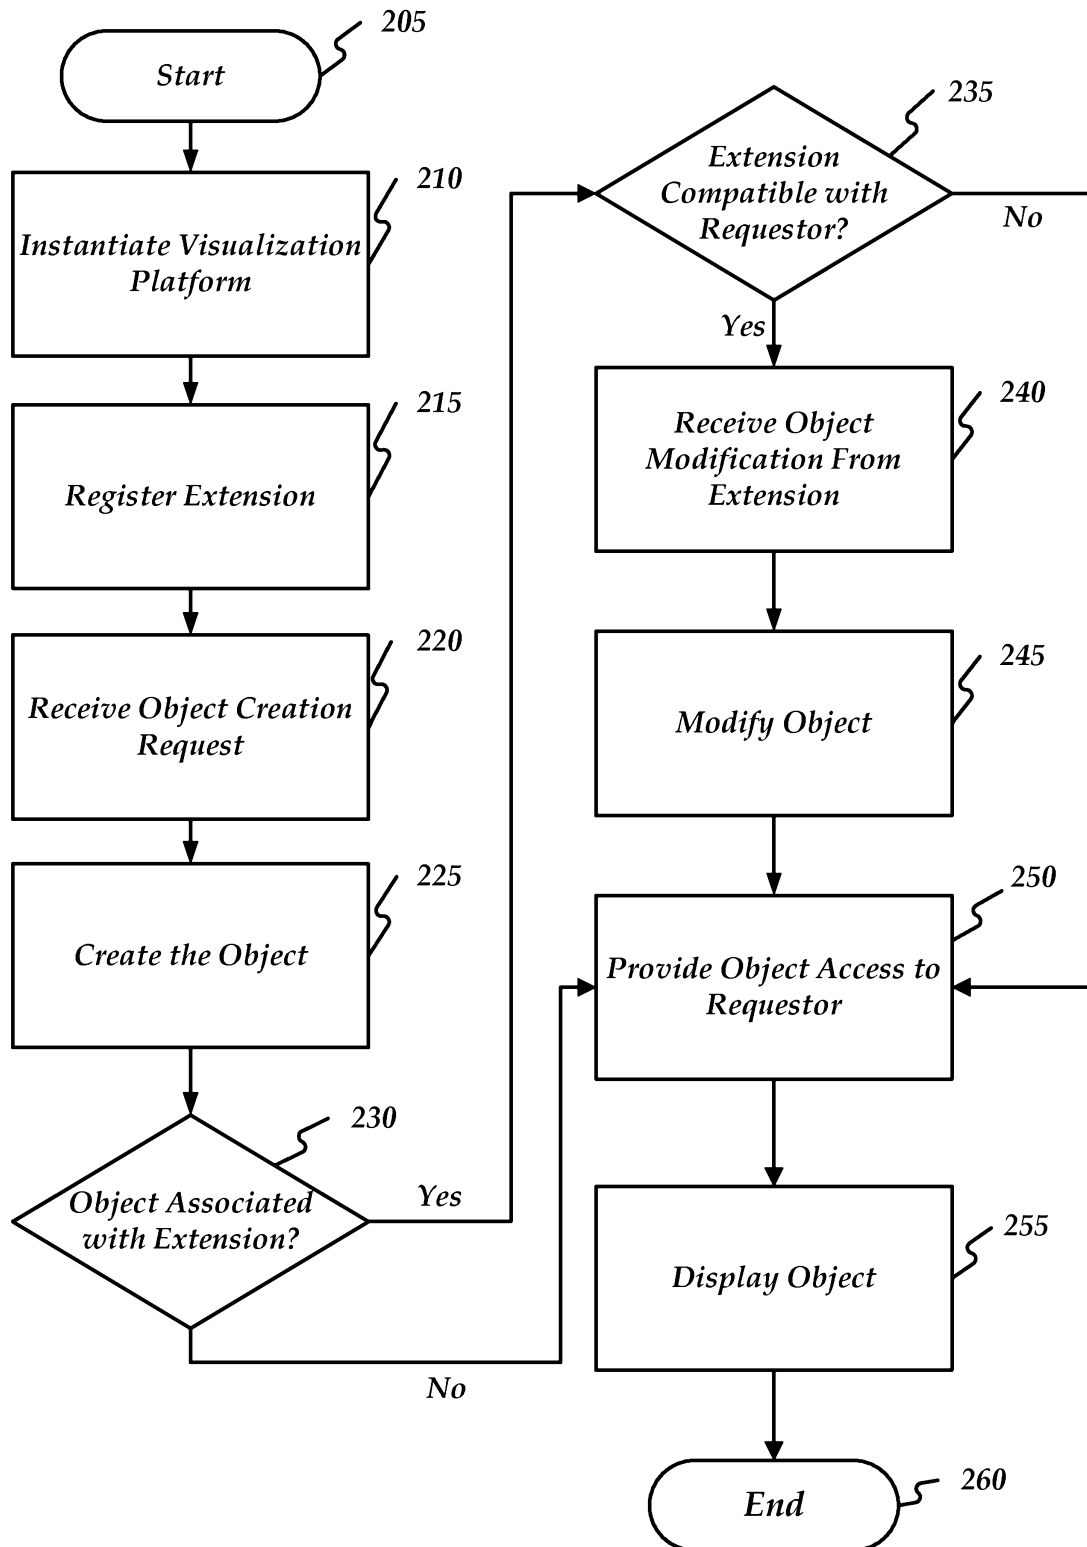 205
Start
210
Instantiate Visualization
Platform
215
Register Extension
220
Receive Object Creation
Request
225
Create the Object
230
Object Associated
with Extension?
Yes
No
235
Extension
Compatible with
Requestor?
No
Yes
240
Receive Object
Modification From
Extension
245
Modify Object
250
Provide Object Access to
Requestor
255
Display Object
260
End